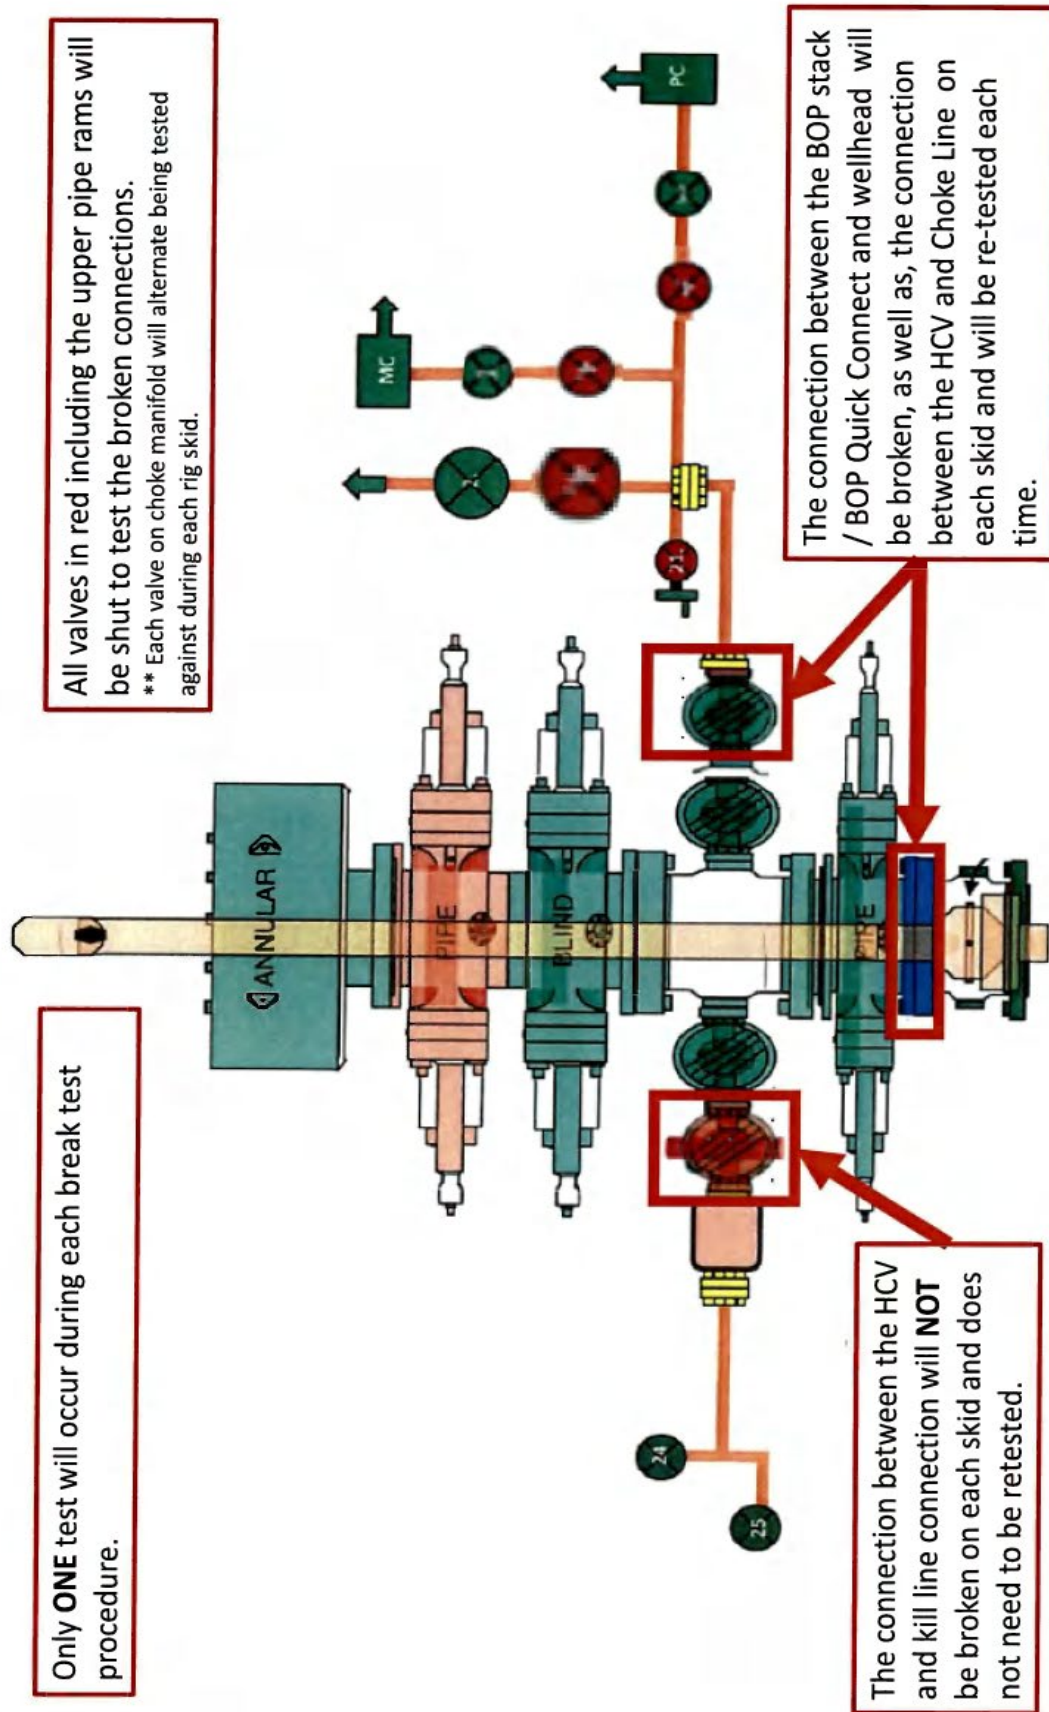 Only ONE test will occur during each break test
procedure.
All valves in red including the upper pipe rams will
be shut to test the broken connections.
** Each valve on choke manifold will alternate being tested
against during each rig skid.
ANNULAR
PIPE
BLIND
PIPE
MC
PC
21.
24
25
The connection between the HCV
and kill line connection will NOT
be broken on each skid and does
not need to be retested.
The connection between the BOP stack
/ BOP Quick Connect and wellhead will
be broken, as well as, the connection
between the HCV and Choke Line on
each skid and will be re-tested each
time.